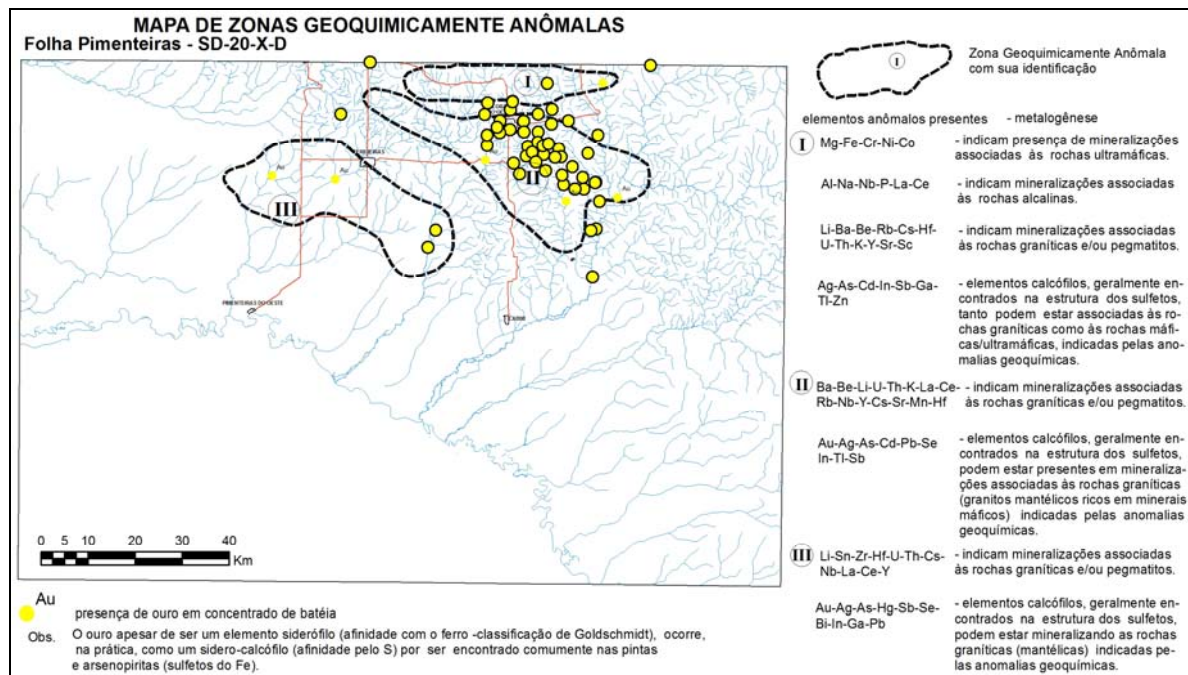 MAPA DE ZONAS GEOQUIMICAMENTE ANÔMALAS
Folha Pimenteiras - SD-20-X-D
I
II
III
Au
Au
Au
Au
PIMENTEIRAS DO OESTE
0 5 10 20 30 40
Km
Au
presença de ouro em concentrado de batéia
Obs. O ouro apesar de ser um elemento siderófilo (afinidade com o ferro -classificação de Goldschmidt), ocorre,
na prática, como um sidero-calcófilo (afinidade pelo S) por ser encontrado comumente nas pintas
e arsenopiritas (sulfetos do Fe).
I
Zona Geoquimicamente Anômala
com sua identificação
elementos anômalos presentes - metalogênese
I Mg-Fe-Cr-Ni-Co - indicam presença de mineralizações
associadas às rochas ultramáficas.
Al-Na-Nb-P-La-Ce - indicam mineralizações associadas
às rochas alcalinas.
Li-Ba-Be-Rb-Cs-Hf- - indicam mineralizações associadas
U-Th-K-Y-Sr-Sc às rochas graníticas e/ou pegmatitos.
Ag-As-Cd-In-Sb-Ga- - elementos calcófilos, geralmente en-
Tl-Zn contrados na estrutura dos sulfetos,
tanto podem estar associadas às ro-
chas graníticas como às rochas máfi-
cas/ultramáficas, indicadas pelas ano-
malias geoquímicas.
II Ba-Be-Li-U-Th-K-La-Ce- - indicam mineralizações associadas
Rb-Nb-Y-Cs-Sr-Mn-Hf às rochas graníticas e/ou pegmatitos.
Au-Ag-As-Cd-Pb-Se - elementos calcófilos, geralmente en-
In-Tl-Sb contrados na estrutura dos sulfetos,
podem estar presentes em mineraliza-
ções associadas às rochas graníticas
(granitos mantélicos ricos em minerais
máficos) indicadas pelas anomalias
geoquímicas.
III Li-Sn-Zr-Hf-U-Th-Cs- - indicam mineralizações associadas
Nb-La-Ce-Y às rochas graníticas e/ou pegmatitos.
Au-Ag-As-Hg-Sb-Se- - elementos calcófilos, geralmente en-
Bi-In-Ga-Pb contrados na estrutura dos sulfetos,
podem estar mineralizando as rochas
graníticas (mantélicas) indicadas pe-
las anomalias geoquímicas.